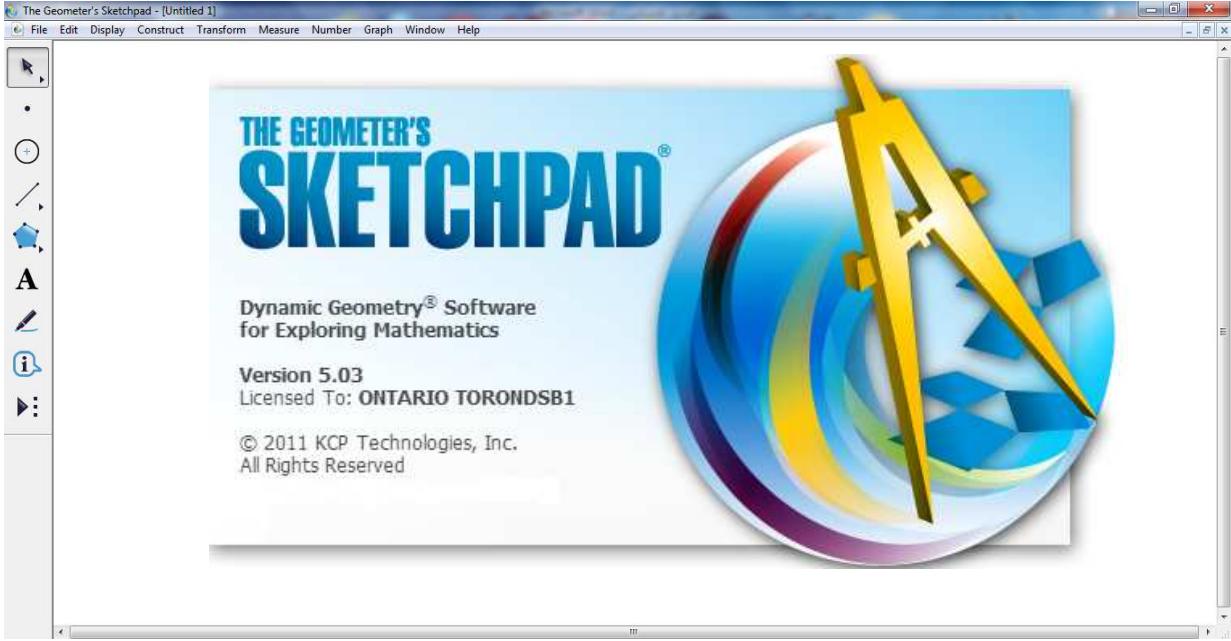 The Geometer's Sketchpad - [Untitled 1]
File Edit Display Construct Transform Measure Number Graph Window Help
A
i
THE GEOMETER'S
SKETCHPAD®
Dynamic Geometry® Software
for Exploring Mathematics
Version 5.03
Licensed To: ONTARIO TORONDSB1
© 2011 KCP Technologies, Inc.
All Rights Reserved